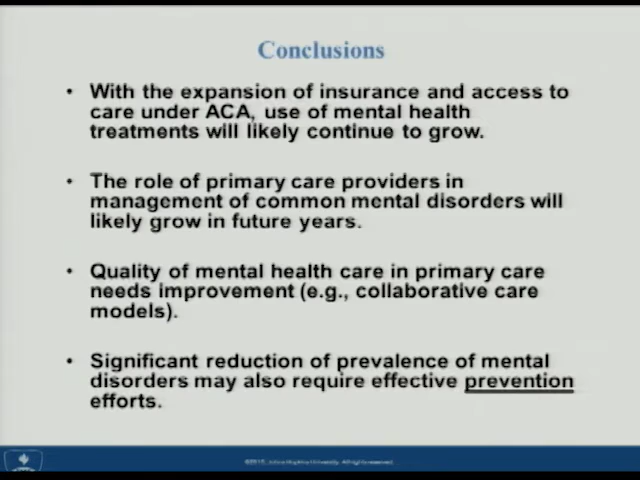 Conclusions
• With the expansion of insurance and access to
care under ACA, use of mental health
treatments will likely continue to grow.
• The role of primary care providers in
management of common mental disorders will
likely grow in future years.
• Quality of mental health care in primary care
needs improvement (e.g., collaborative care
models).
• Significant reduction of prevalence of mental
disorders may also require effective prevention
efforts.